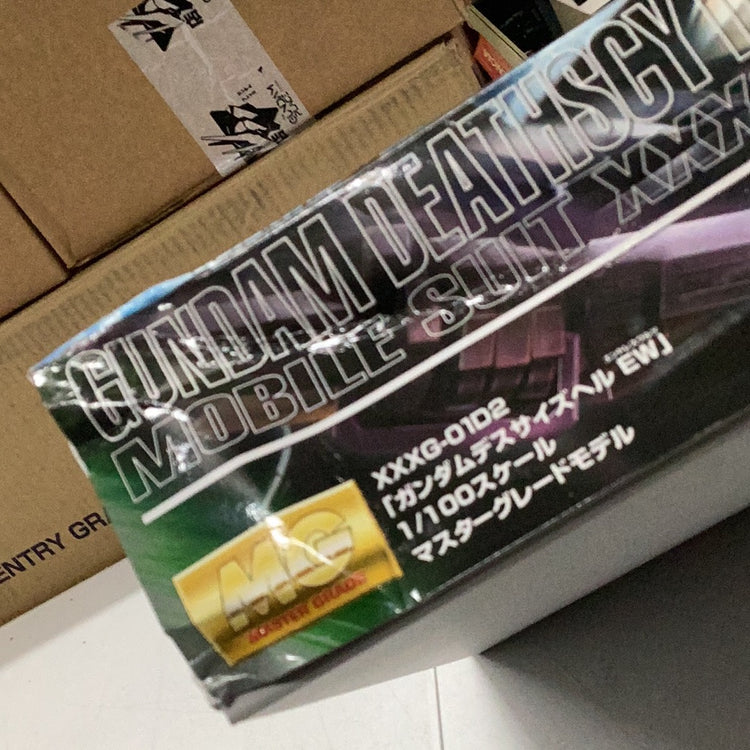 GUNDAM DEATHSCY
MOBILE SUIT XXX
XXXG-01D2
「ガンダムデスサイズヘル EW」
1/100スケール
マスターグレードモデル
MG
MASTER GRADE
ENTRY GR